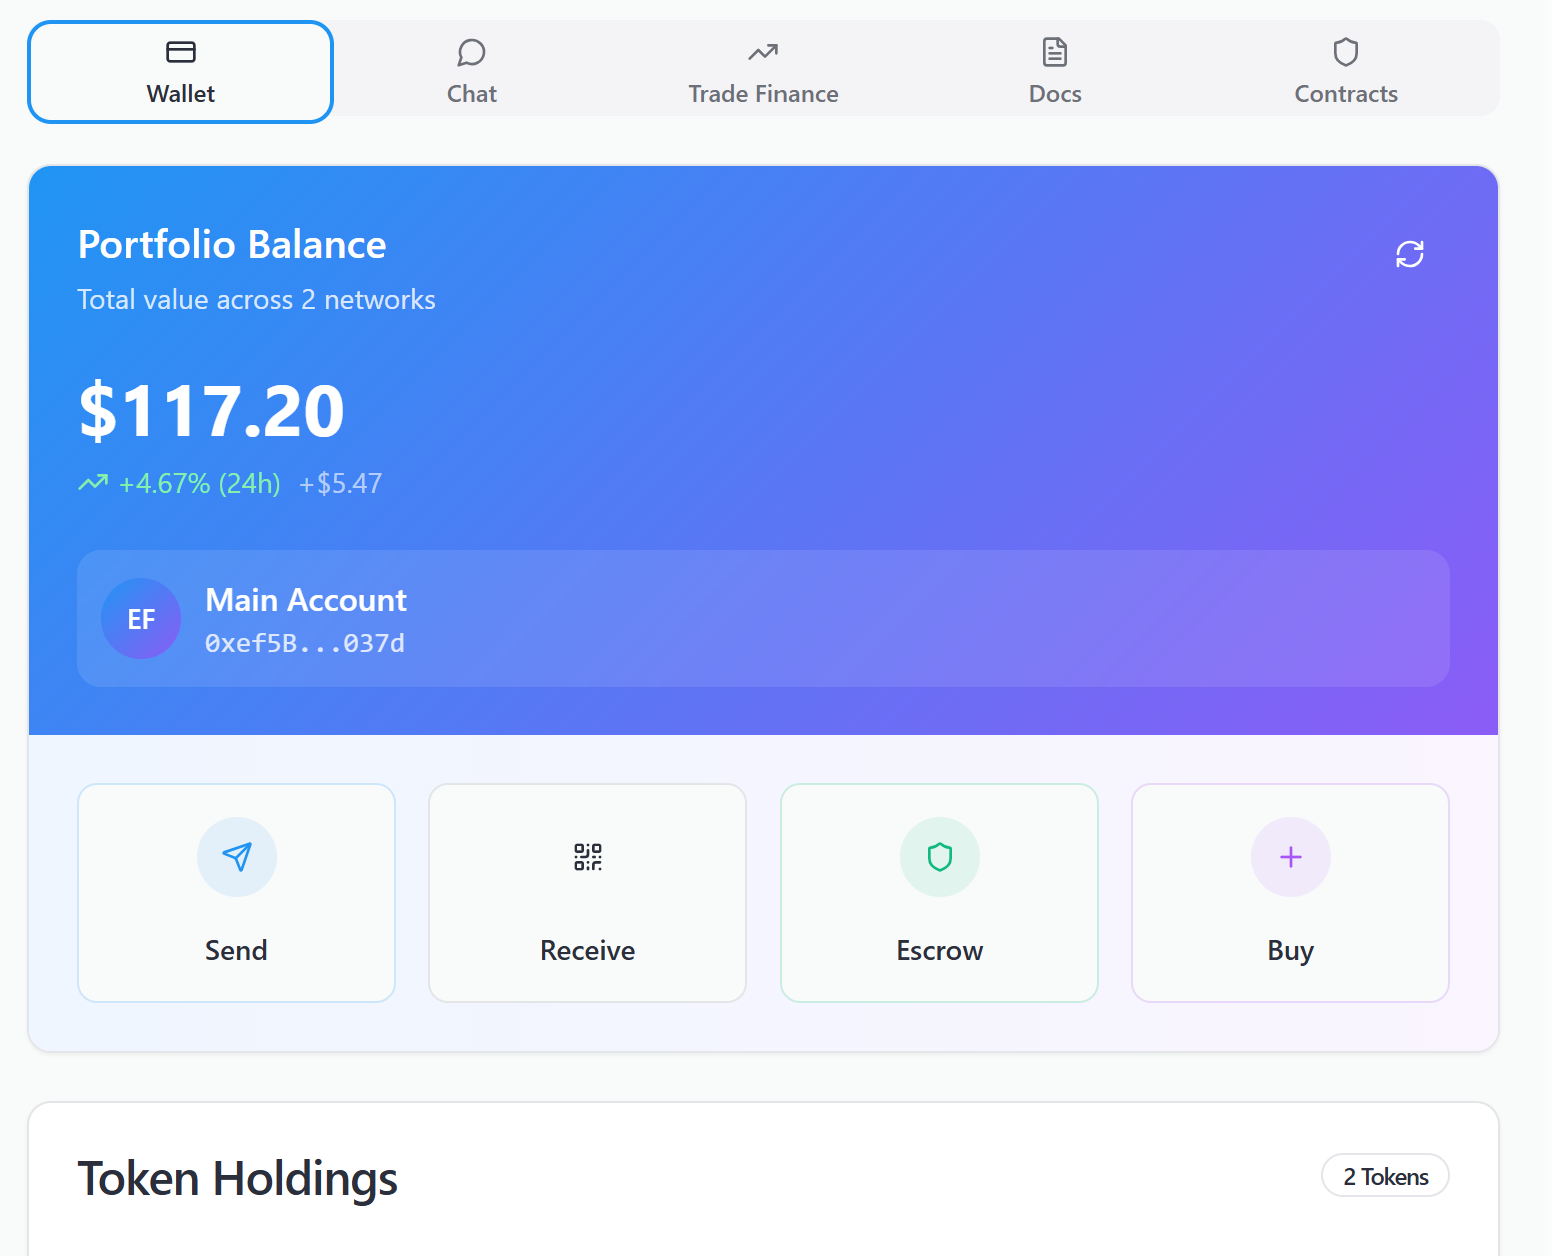 Wallet
Chat
Trade Finance
Docs
Contracts
Portfolio Balance
Total value across 2 networks
$117.20
+4.67% (24h) +$5.47
EF
Main Account
0xef5B...037d
Send
Receive
Escrow
Buy
Token Holdings
2 Tokens